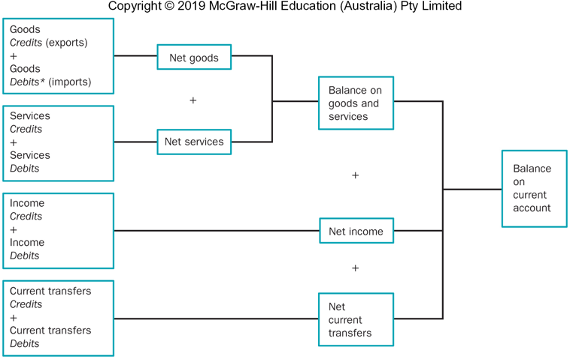 Copyright © 2019 McGraw-Hill Education (Australia) Pty Limited
Goods
Credits (exports)
+
Goods
Debits* (imports)
Net goods
+
Services
Credits
+
Services
Debits
Net services
Balance on
goods and
services
+
Income
Credits
+
Income
Debits
Net income
+
Current transfers
Credits
+
Current transfers
Debits
Net
current
transfers
Balance
on
current
account